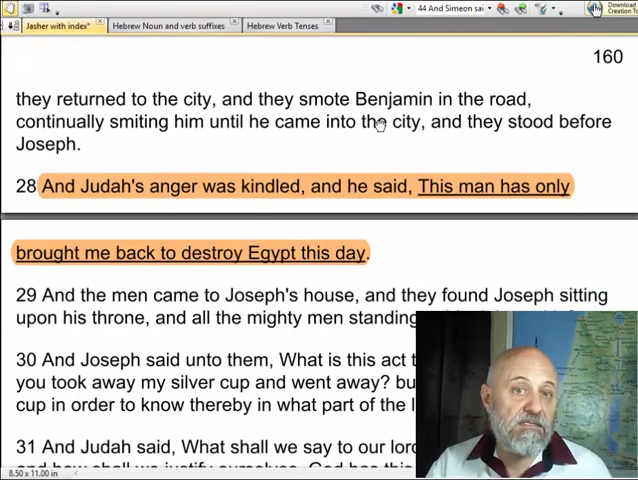 44 And Simeon sai
Download
Creation To
Jasher with index*
Hebrew Noun and verb suffixes
Hebrew Verb Tenses
160
they returned to the city, and they smote Benjamin in the road,
continually smiting him until he came into the city, and they stood before
Joseph.
28 And Judah's anger was kindled, and he said, This man has only
brought me back to destroy Egypt this day.
29 And the men came to Joseph's house, and they found Joseph sitting
upon his throne, and all the mighty men standing
30 And Joseph said unto them, What is this act t
you took away my silver cup and went away? bu
cup in order to know thereby in what part of the l
31 And Judah said, What shall we say to our lor
8.50 x 11.00 in